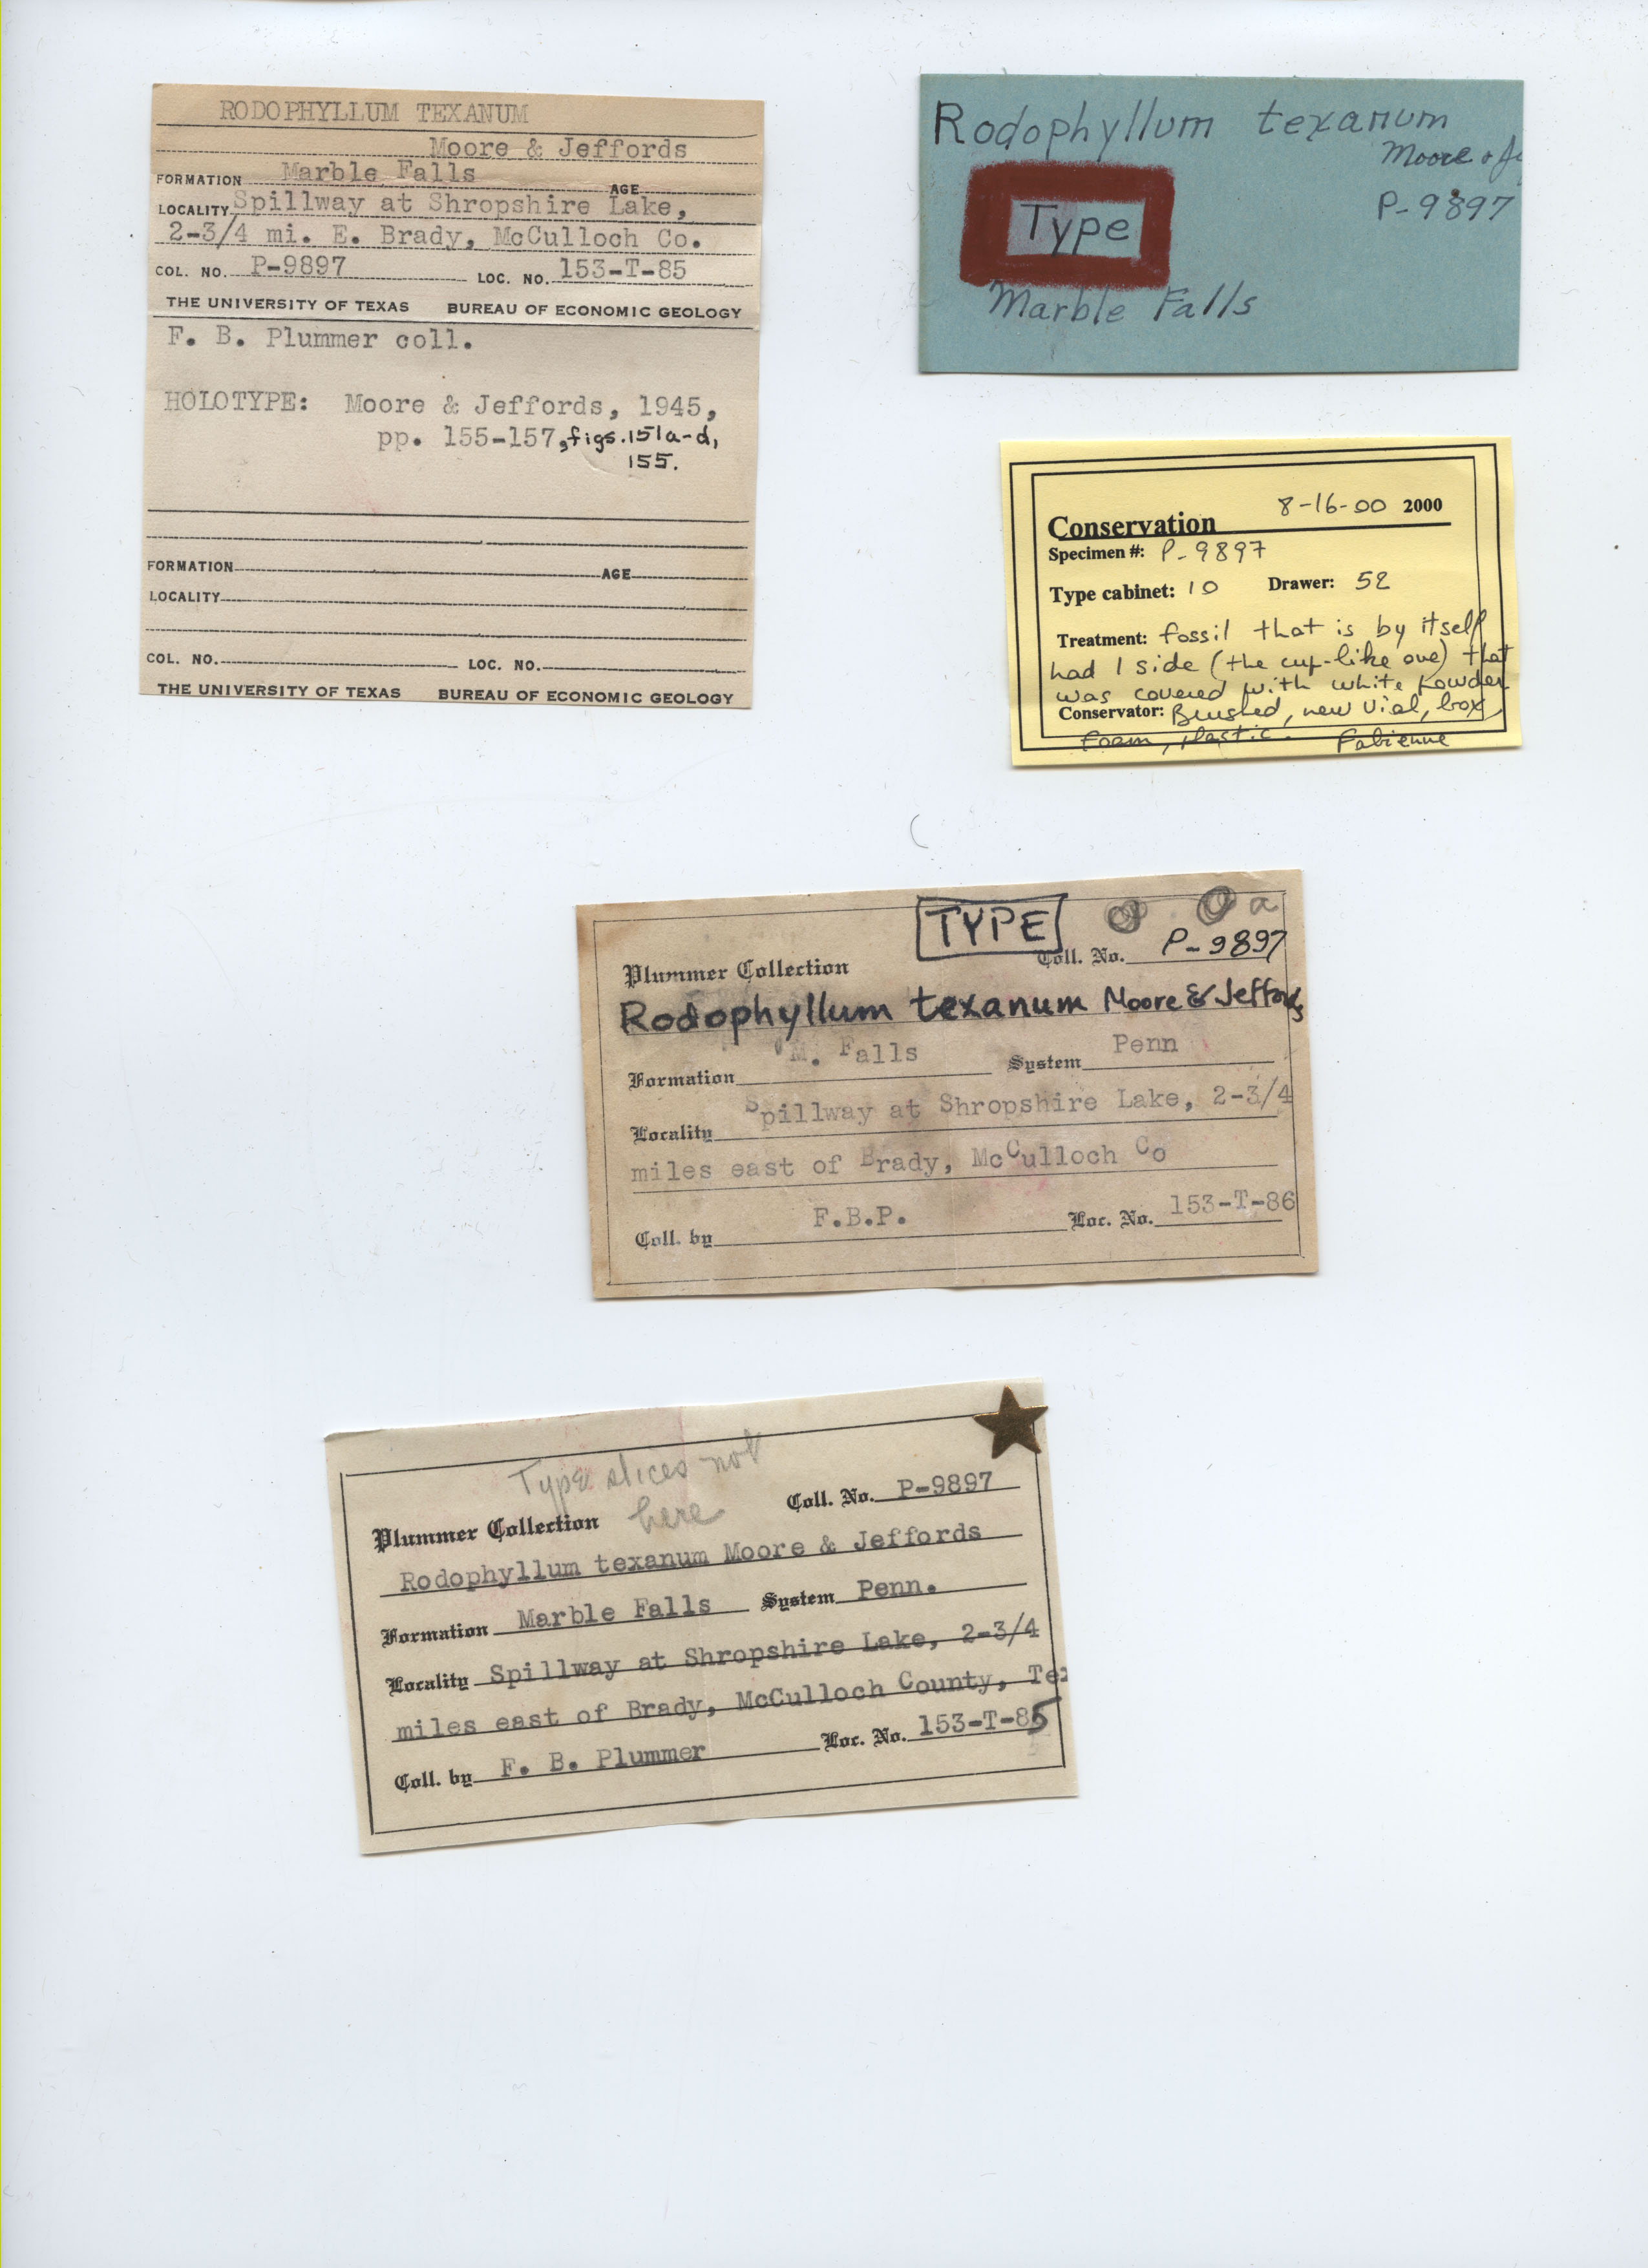 RODOPHYLLUM TEXANUM
Moore & Jeffords
FORMATION Marble Falls AGE
LOCALITY Spillway at Shropshire Lake,
2-3/4 mi. E. Brady, McCulloch Co.
COL. NO. P-9897 LOC. NO. 153-T-85
THE UNIVERSITY OF TEXAS BUREAU OF ECONOMIC GEOLOGY
F. B. Plummer coll.
HOLOTYPE: Moore & Jeffords, 1945,
pp. 155-157, figs. 151a-d,
155.
FORMATION AGE
LOCALITY
COL. NO. LOC. NO.
THE UNIVERSITY OF TEXAS BUREAU OF ECONOMIC GEOLOGY
Rodophyllum texanum
Moore & Je
P-9897
Type
Marble Falls
8-16-00 2000
Conservation
Specimen #: P-9897
Type cabinet: 10 Drawer: 52
Treatment: fossil that is by itself
had 1 side (the cup-like one) that
was covered with white powder
Conservator: Brushed, new vial, box,
foam, plastic. Fabienne
TYPE a
Plummer Collection Coll. No. P-9897
Rodophyllum texanum Moore & Jeffords
Formation M. Falls System Penn
Locality Spillway at Shropshire Lake, 2-3/4
miles east of Brady, McCulloch Co
Coll. by F.B.P. Loc. No. 153-T-86
Type slices not
here
Plummer Collection Coll. No. P-9897
Rodophyllum texanum Moore & Jeffords
Formation Marble Falls System Penn.
Locality Spillway at Shropshire Lake, 2-3/4
miles east of Brady, McCulloch County, Tex
Coll. by F. B. Plummer Loc. No. 153-T-85